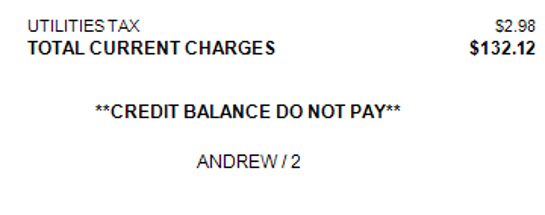 UTILITIES TAX $2.98
TOTAL CURRENT CHARGES $132.12
**CREDIT BALANCE DO NOT PAY**
ANDREW / 2